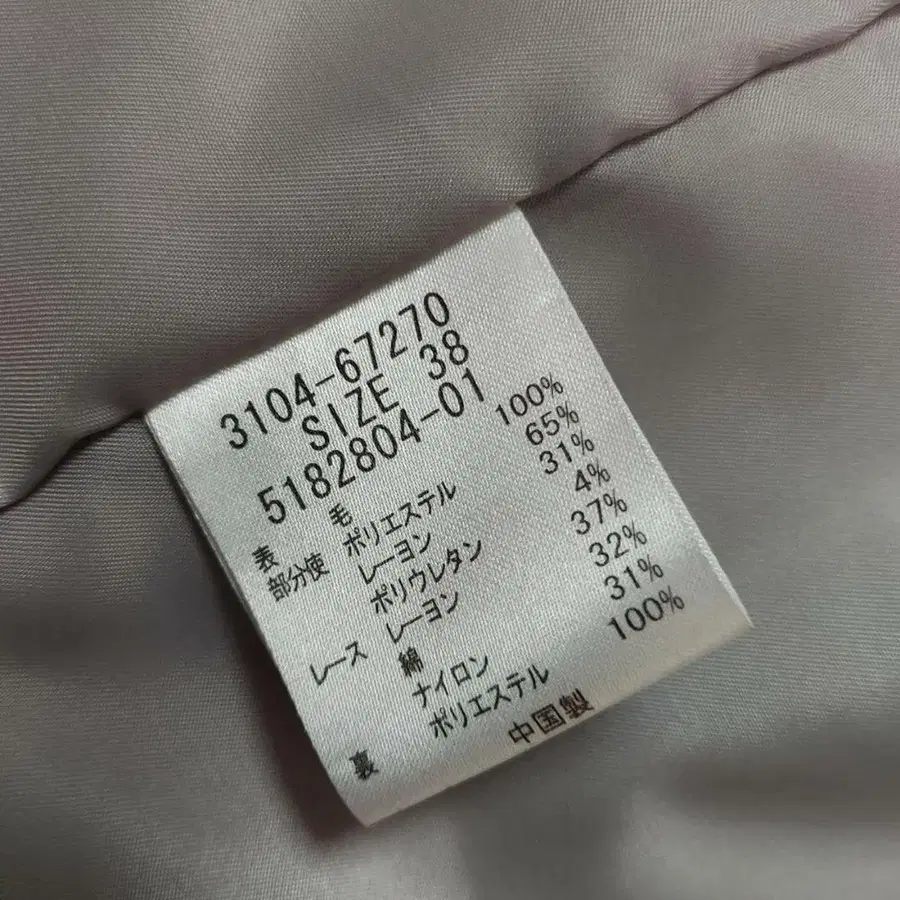 3104-67270
SIZE 38
5182804-01
表 毛 100%
部分使 ポリエステル 65%
レーヨン 31%
ポリウレタン 4%
レース レーヨン 37%
綿 32%
ナイロン 31%
裏 ポリエステル 100%
中国製